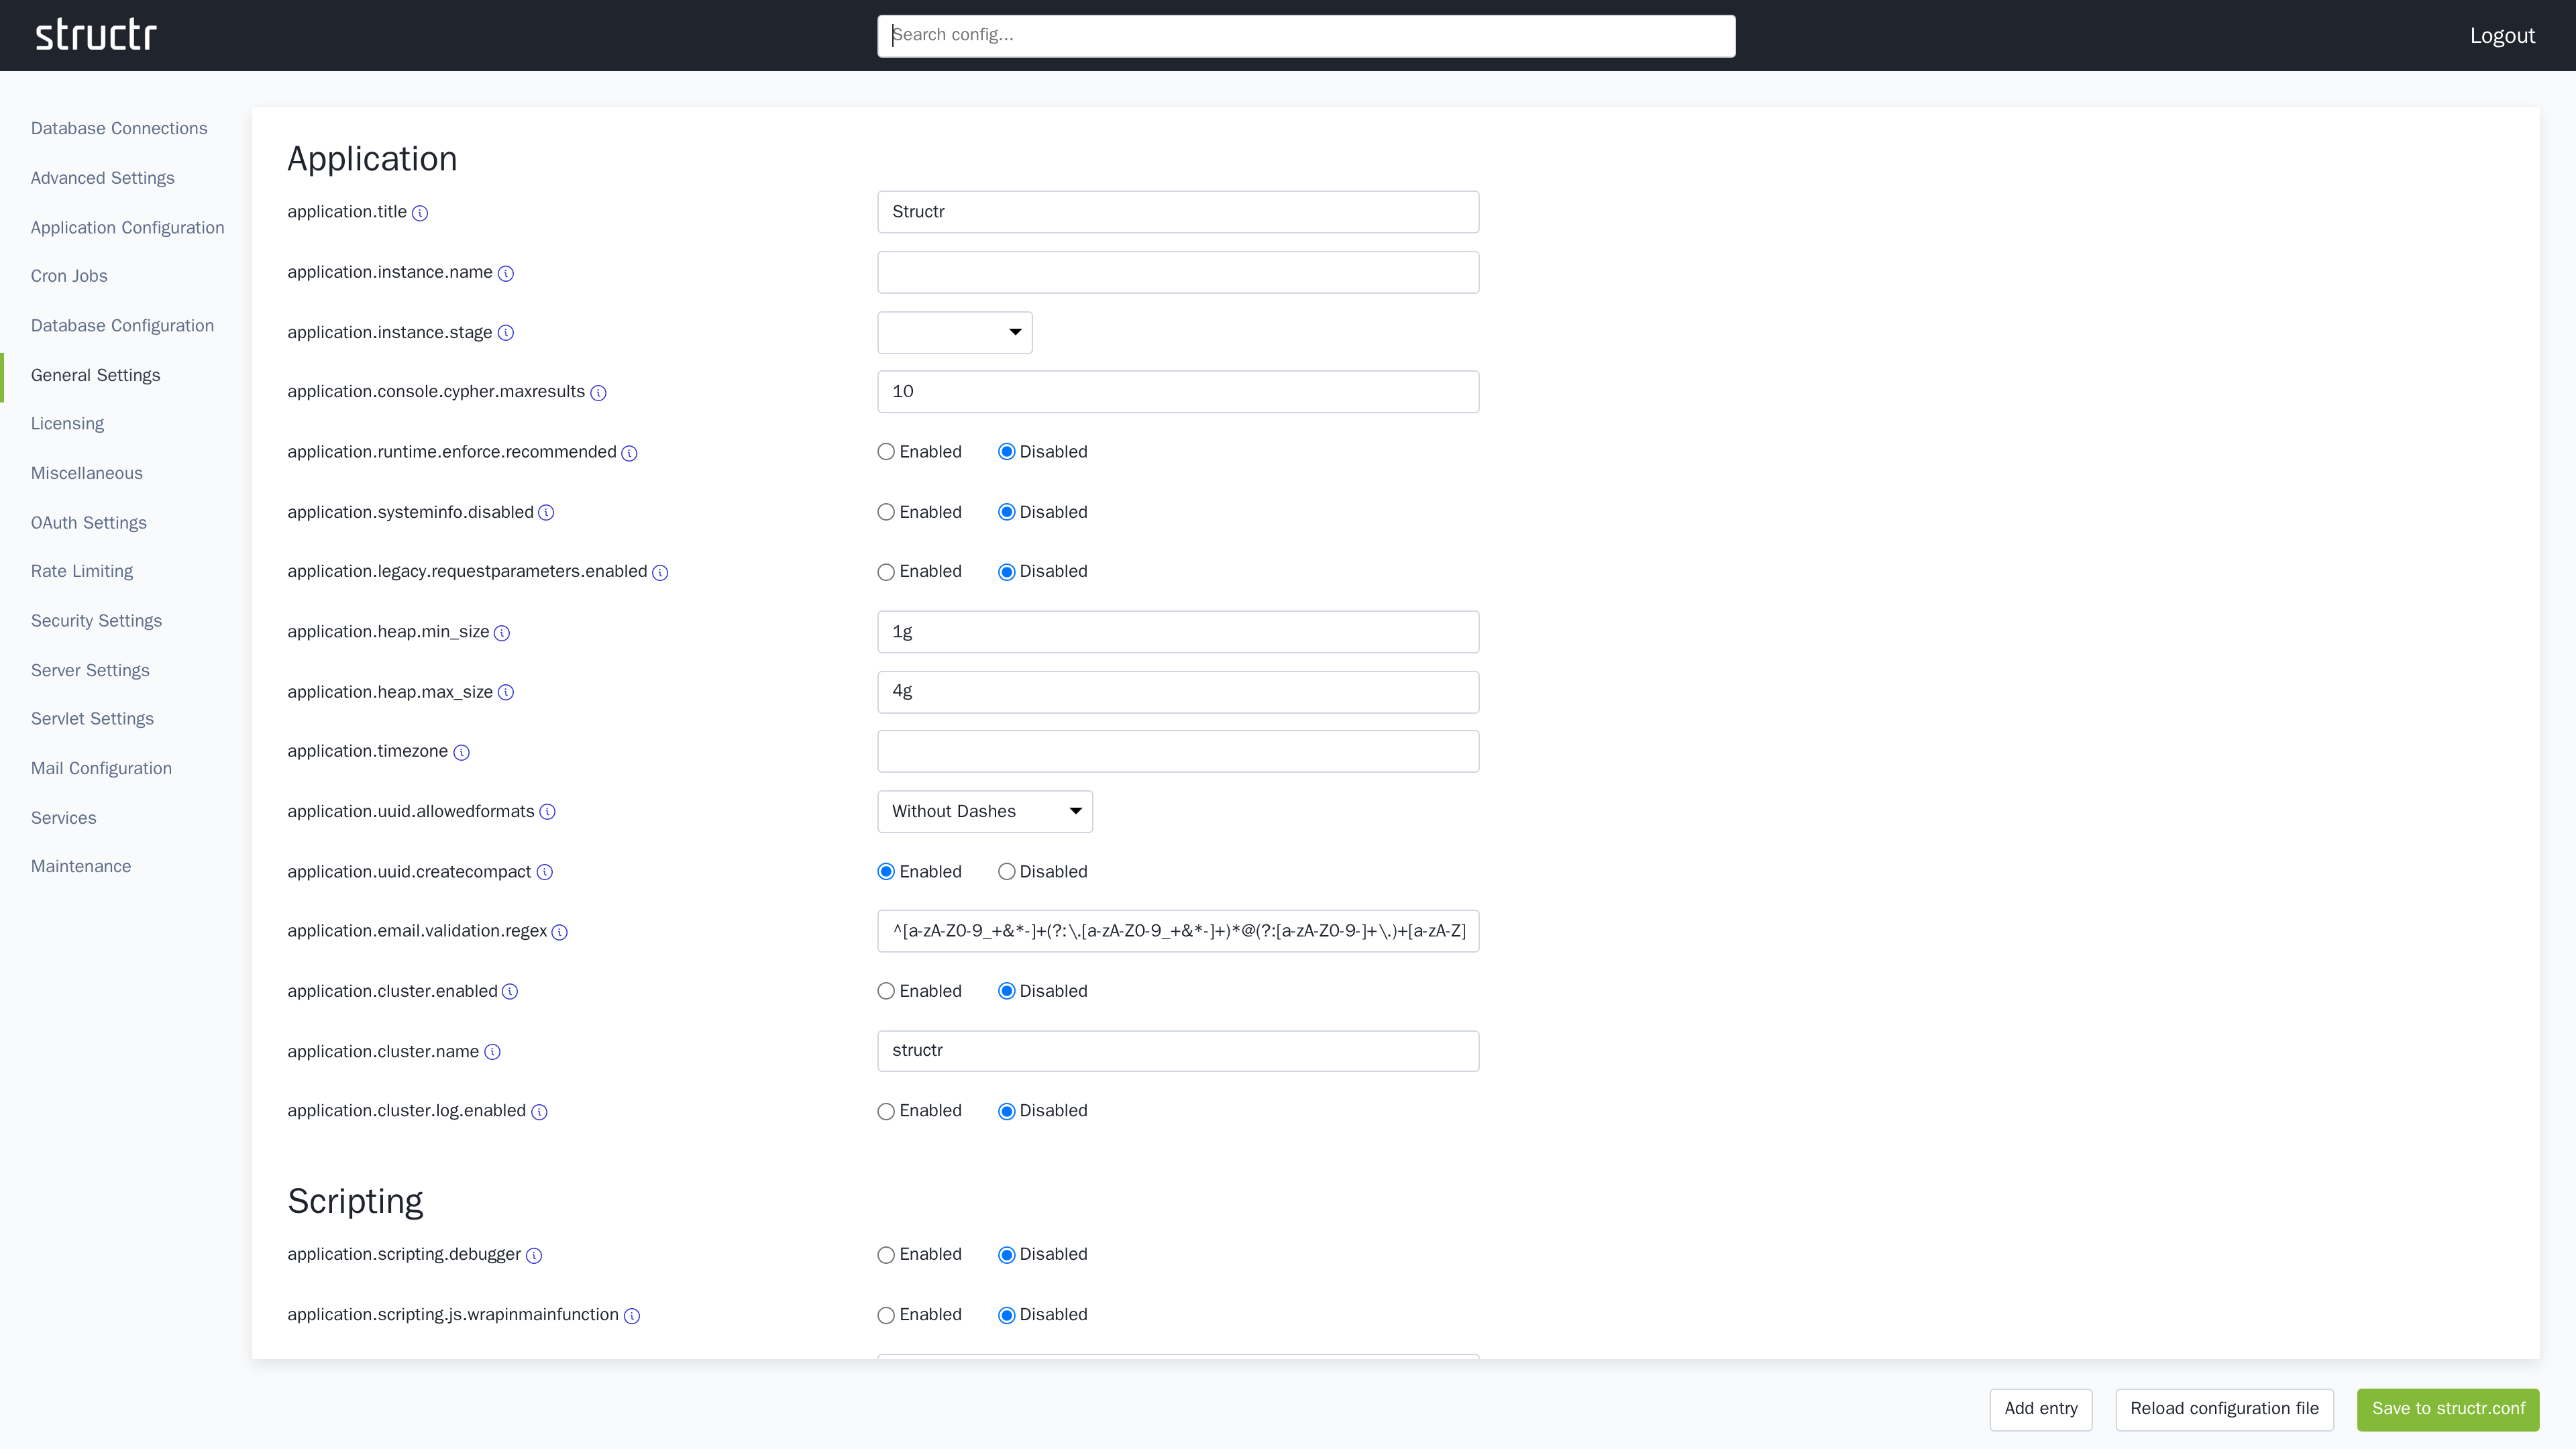 structr
Search config...
Logout
Database Connections
Advanced Settings
Application Configuration
Cron Jobs
Database Configuration
General Settings
Licensing
Miscellaneous
OAuth Settings
Rate Limiting
Security Settings
Server Settings
Servlet Settings
Mail Configuration
Services
Maintenance
Application
application.title Structr
application.instance.name
application.instance.stage
application.console.cypher.maxresults 10
application.runtime.enforce.recommended Enabled Disabled
application.systeminfo.disabled Enabled Disabled
application.legacy.requestparameters.enabled Enabled Disabled
application.heap.min_size 1g
application.heap.max_size 4g
application.timezone
application.uuid.allowedformats Without Dashes
application.uuid.createcompact Enabled Disabled
application.email.validation.regex ^[a-zA-Z0-9_+&*-]+(?:\.[a-zA-Z0-9_+&*-]+)*@(?:[a-zA-Z0-9-]+\.)+[a-zA-Z]
application.cluster.enabled Enabled Disabled
application.cluster.name structr
application.cluster.log.enabled Enabled Disabled
Scripting
application.scripting.debugger Enabled Disabled
application.scripting.js.wrapinmainfunction Enabled Disabled
Add entry
Reload configuration file
Save to structr.conf